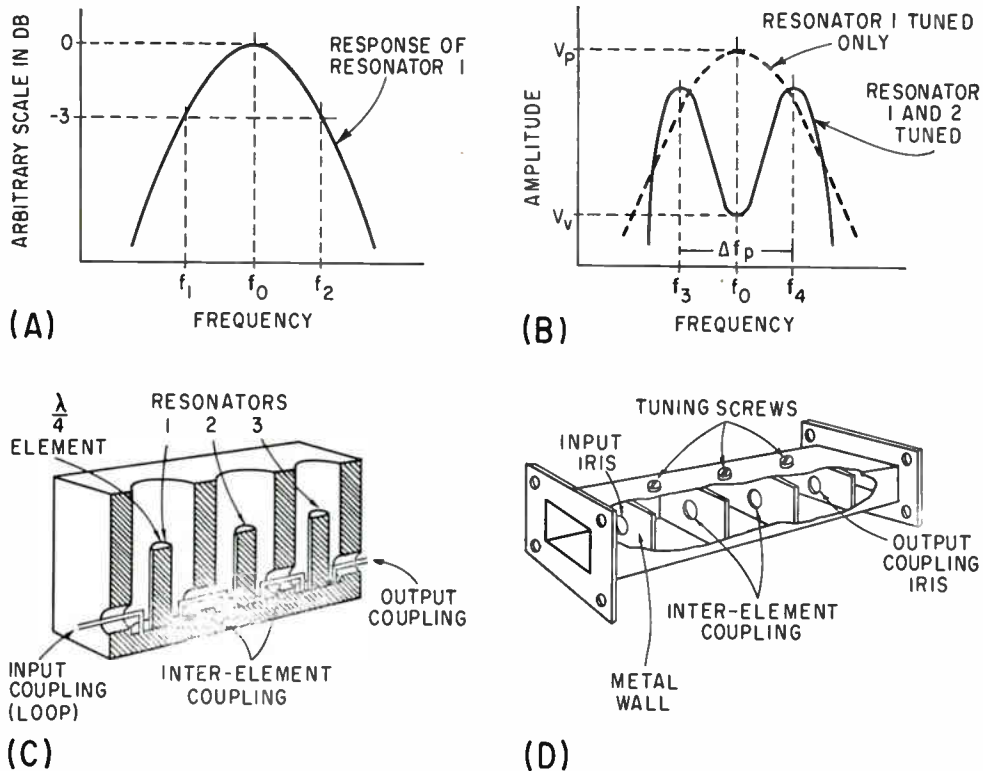 ARBITRARY SCALE IN DB
0
-3
RESPONSE OF
RESONATOR 1
f1 f0 f2
FREQUENCY
(A)
AMPLITUDE
VP
Vv
RESONATOR 1 TUNED
ONLY
RESONATOR
1 AND 2
TUNED
Δfp
f3 f0 f4
FREQUENCY
(B)
λ/4
ELEMENT
RESONATORS
1 2 3
INPUT
COUPLING
(LOOP)
INTER-ELEMENT
COUPLING
OUTPUT
COUPLING
(C)
TUNING SCREWS
INPUT
IRIS
OUTPUT
COUPLING
IRIS
INTER-ELEMENT
COUPLING
METAL
WALL
(D)